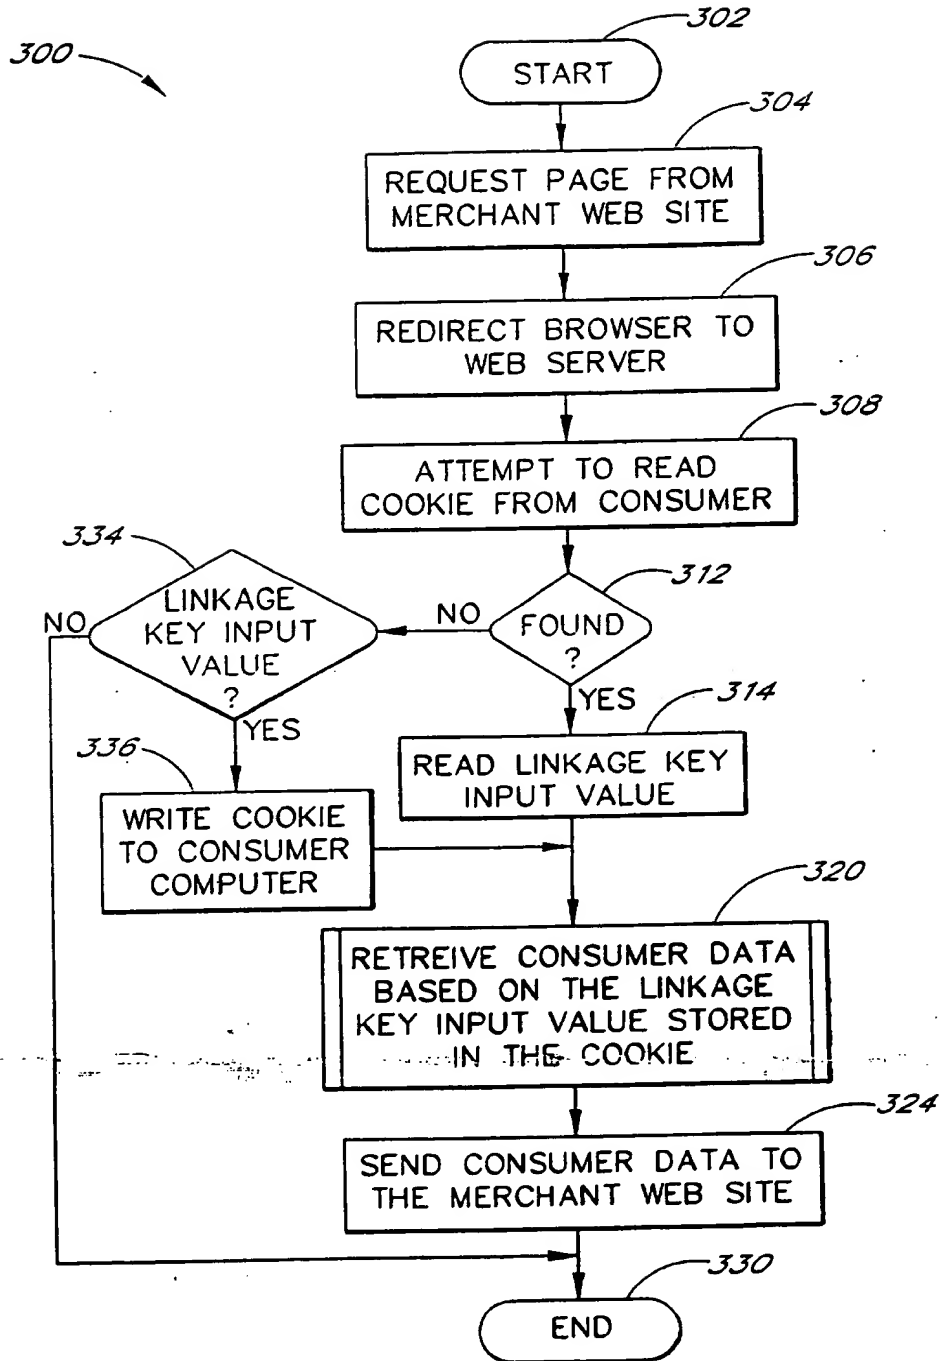 302
300
START
304
REQUEST PAGE FROM
MERCHANT WEB SITE
306
REDIRECT BROWSER TO
WEB SERVER
308
ATTEMPT TO READ
COOKIE FROM CONSUMER
334
312
LINKAGE
KEY INPUT
VALUE
?
NO
NO
FOUND
?
YES
YES
314
336
READ LINKAGE KEY
INPUT VALUE
WRITE COOKIE
TO CONSUMER
COMPUTER
320
RETREIVE CONSUMER DATA
BASED ON THE LINKAGE
KEY INPUT VALUE STORED
IN THE COOKIE
324
SEND CONSUMER DATA TO
THE MERCHANT WEB SITE
330
END